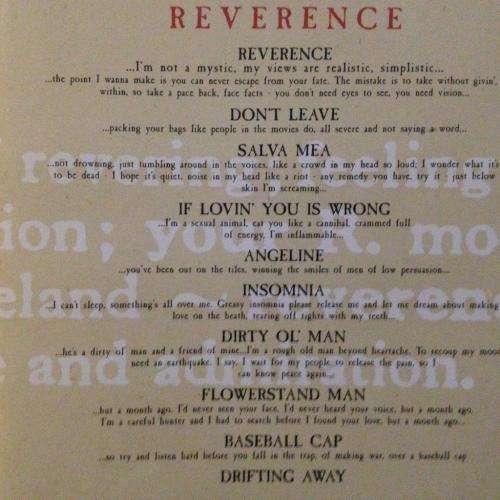 REVERENCE
REVERENCE
...I'm not a mystic, my views are realistic, simplistic...
...the point I wanna make is you can never escape from your fate. The mistake is to take without givin',
within, so take a pace back, face facts - you don't need eyes to see, you need vision...
DON'T LEAVE
...packing your bags like people in the movies do, all severe and not saying a word...
SALVA MEA
...not drowning, just tumbling around in the voices, like a crowd in my head so loud; I wonder what it's
to be dead - I hope it's quiet, noise in my head like a riot - any remedy you have, try it - just below
skin I'm screaming...
IF LOVIN' YOU IS WRONG
...I'm a sexual animal, eat you like a cannibal, crammed full
of energy, I'm inflammable...
ANGELINE
...you've been out on the tiles, winning the smiles of men of low persuasion...
INSOMNIA
...I can't sleep, something's all over me. Greasy insomnia please release me and let me dream about making
love on the heath, tearing off tights with my teeth...
DIRTY OL' MAN
...he's a dirty ol' man and a friend of mine...I'm a rough old man beyond heartache. To recoup my mood
need an earthquake. I say, I wait for my people to release the pain, so I
can know peace again...
FLOWERSTAND MAN
...but a month ago, I'd never seen your face, I'd never heard your voice, but a month ago,
I'm a careful hunter and I had to search before I found your love, but a month ago...
BASEBALL CAP
...so try and listen hard before you fall in the trap, of making war, over a baseball cap
DRIFTING AWAY
ion; you
eland
and